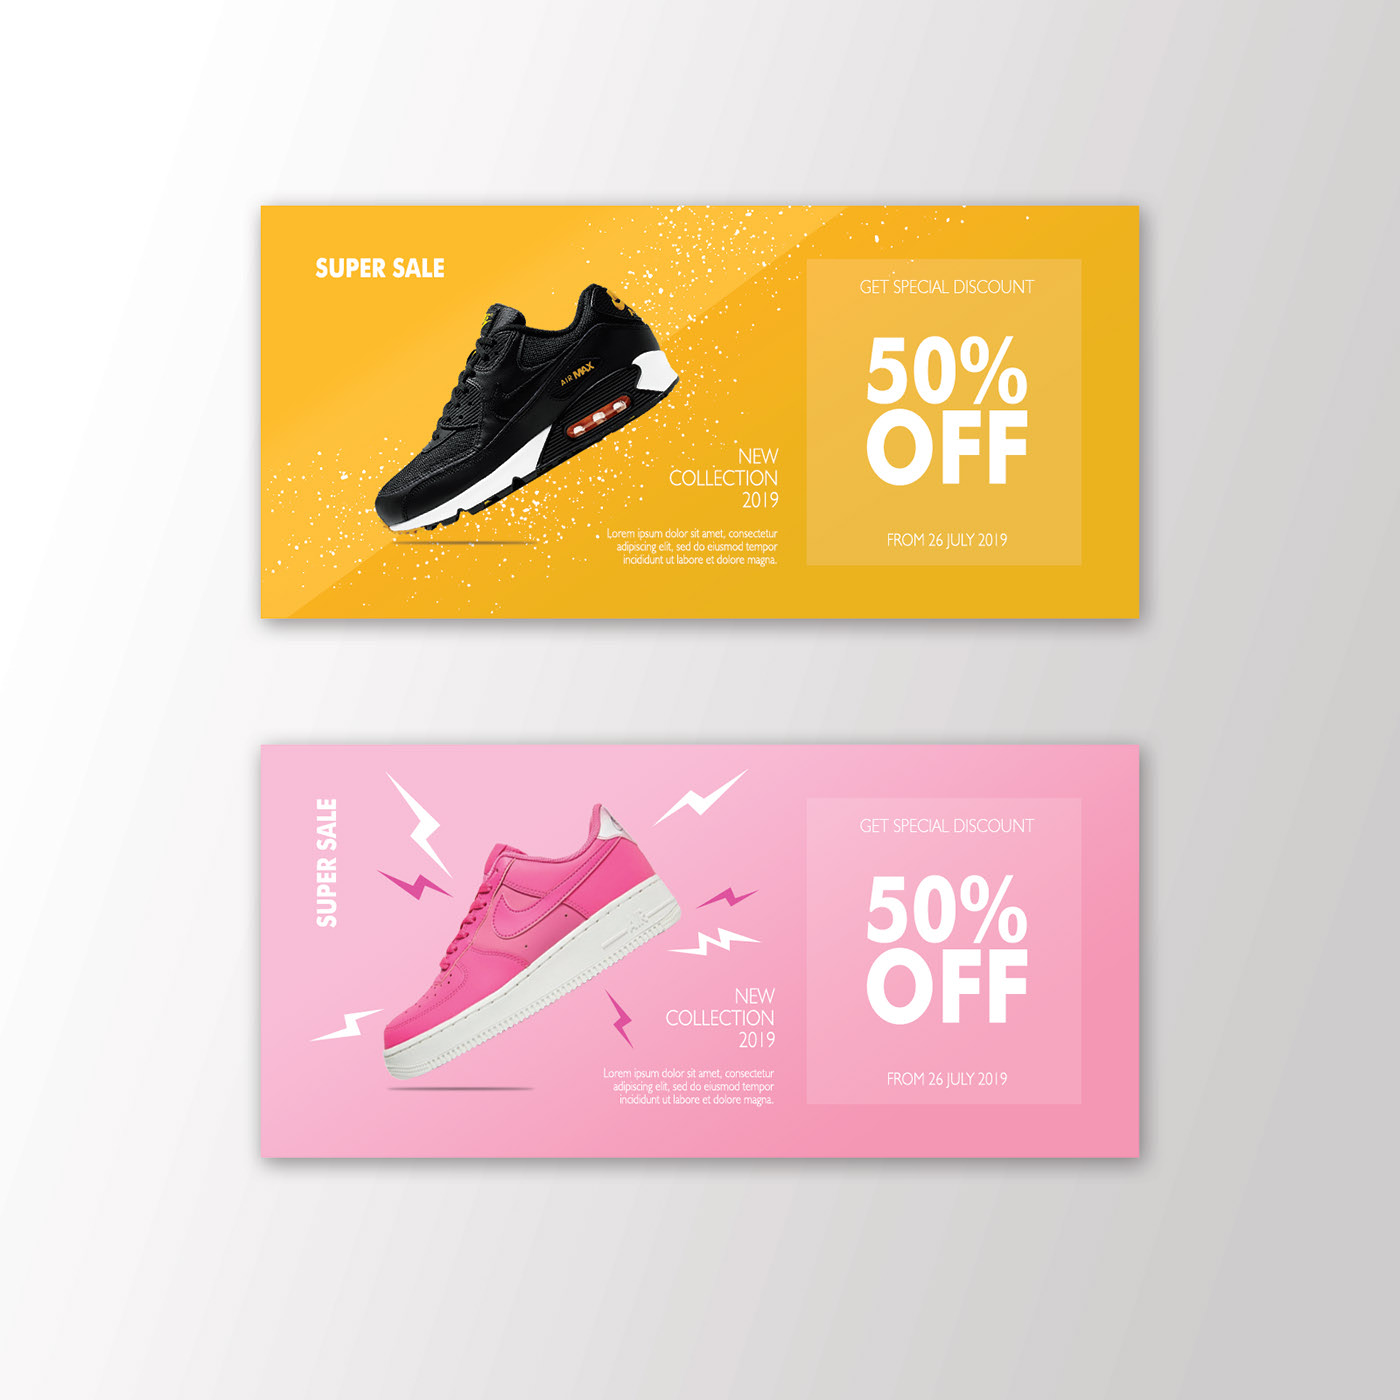 SUPER SALE
AIR MAX
NEW
COLLECTION
2019
Lorem ipsum dolor sit amet, consectetur
adipiscing elit, sed do eiusmod tempor
incididunt ut labore et dolore magna.
GET SPECIAL DISCOUNT
50%
OFF
FROM 26 JULY 2019
SUPER SALE
AIR
NEW
COLLECTION
2019
Lorem ipsum dolor sit amet, consectetur
adipiscing elit, sed do eiusmod tempor
incididunt ut labore et dolore magna.
GET SPECIAL DISCOUNT
50%
OFF
FROM 26 JULY 2019